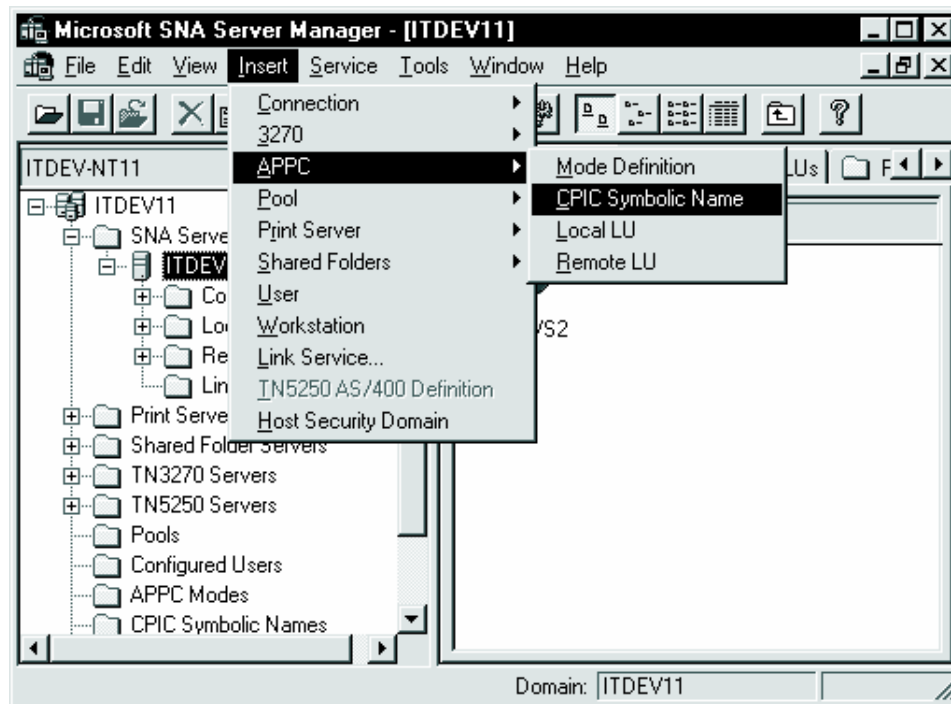 Microsoft SNA Server Manager - [ITDEV11]
File Edit View Insert Service Tools Window Help
ITDEV-NT11
Connection
3270
APPC
Pool
Print Server
Shared Folders
User
Workstation
Link Service...
TN5250 AS/400 Definition
Host Security Domain
Mode Definition
CPIC Symbolic Name
Local LU
Remote LU
LUs
F
VS2
ITDEV11
SNA Serve
ITDEV
Co
Lo
Re
Lin
Print Serve
Shared Folder Servers
TN3270 Servers
TN5250 Servers
Pools
Configured Users
APPC Modes
CPIC Symbolic Names
Domain: ITDEV11